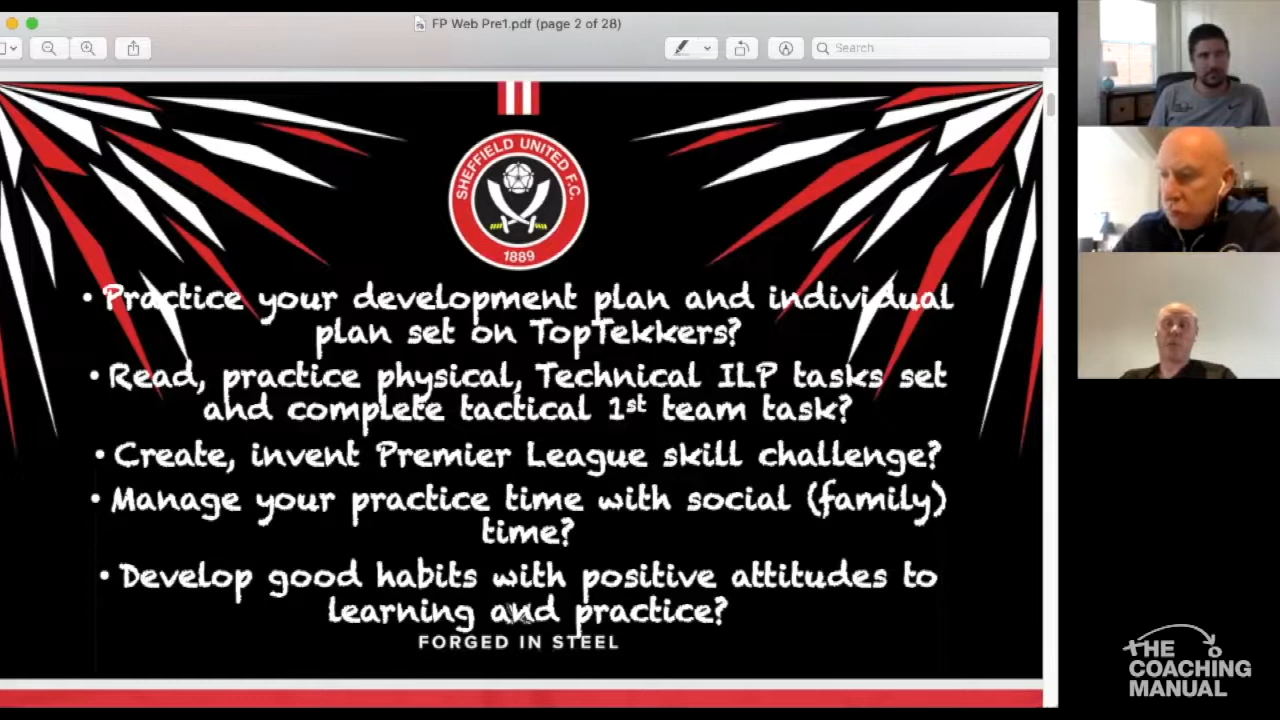 FP Web Pre1.pdf (page 2 of 28)
Search
SHEFFIELD UNITED F.C.
1889
• Practice your development plan and individual
plan set on TopTekkers?
• Read, practice physical, Technical ILP tasks set
and complete tactical 1st team task?
• Create, invent Premier League skill challenge?
• Manage your practice time with social (family)
time?
• Develop good habits with positive attitudes to
learning and practice?
FORGED IN STEEL
THE
COACHING
MANUAL